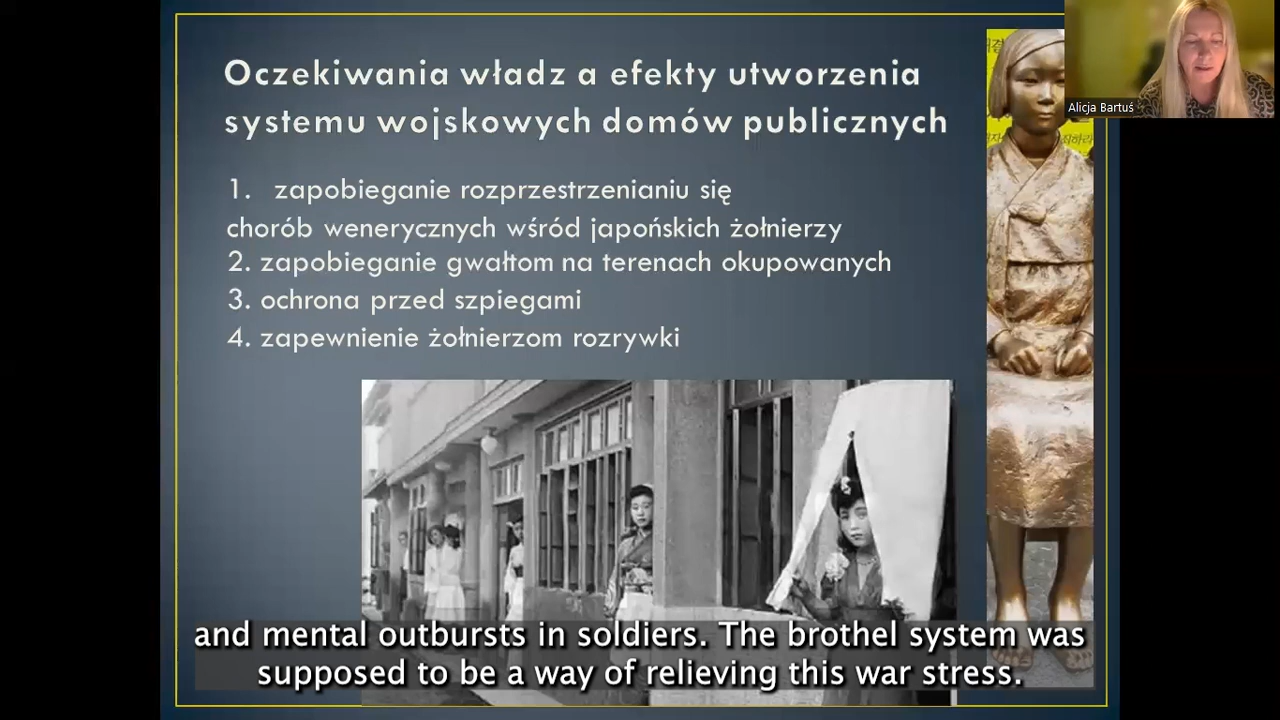 Oczekiwania władz a efekty utworzenia
systemu wojskowych domów publicznych
1. zapobieganie rozprzestrzenianiu się
chorób wenerycznych wśród japońskich żołnierzy
2. zapobieganie gwałtom na terenach okupowanych
3. ochrona przed szpiegami
4. zapewnienie żołnierzom rozrywki
Alicja Bartuś
and mental outbursts in soldiers. The brothel system was
supposed to be a way of relieving this war stress.